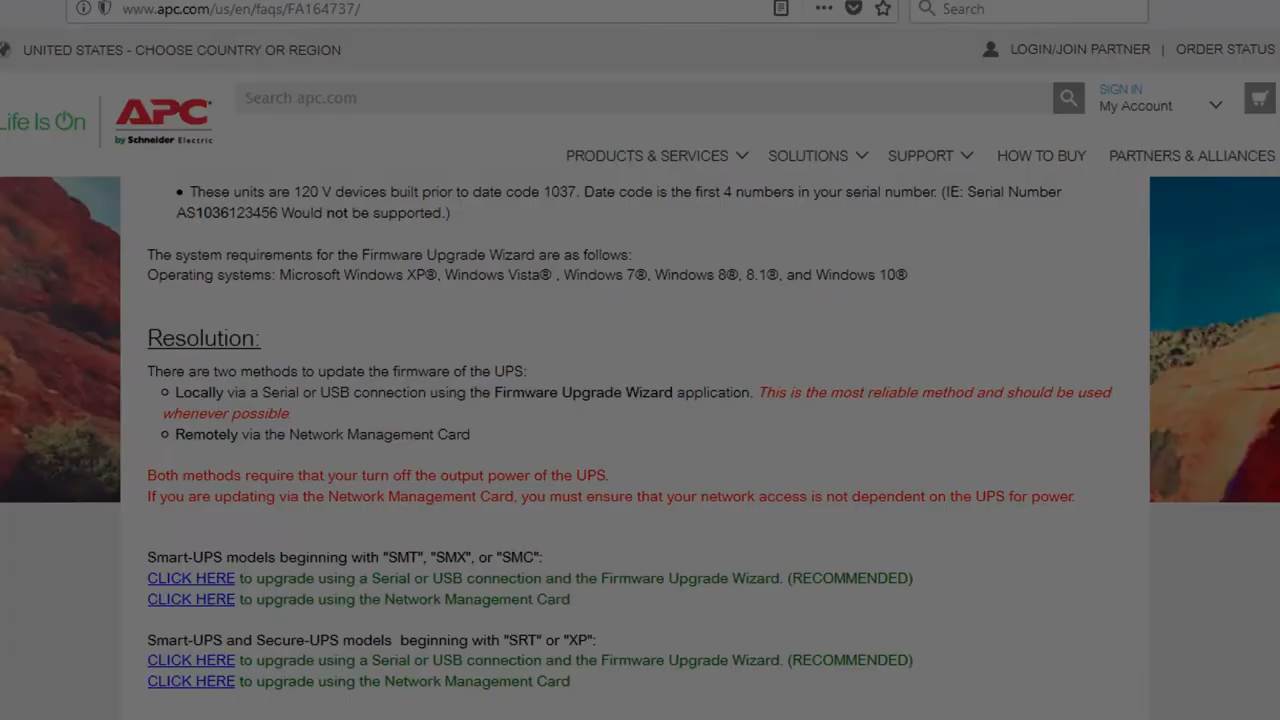 www.apc.com/us/en/faqs/FA164737/
Search
UNITED STATES - CHOOSE COUNTRY OR REGION
LOGIN/JOIN PARTNER | ORDER STATUS
Life Is On
APC
by Schneider Electric
Search apc.com
SIGN IN
My Account
PRODUCTS & SERVICES
SOLUTIONS
SUPPORT
HOW TO BUY
PARTNERS & ALLIANCES
• These units are 120 V devices built prior to date code 1037. Date code is the first 4 numbers in your serial number. (IE: Serial Number
AS1036123456 Would not be supported.)
The system requirements for the Firmware Upgrade Wizard are as follows:
Operating systems: Microsoft Windows XP®, Windows Vista® , Windows 7®, Windows 8®, 8.1®, and Windows 10®
Resolution:
There are two methods to update the firmware of the UPS:
Locally via a Serial or USB connection using the Firmware Upgrade Wizard application. This is the most reliable method and should be used
whenever possible.
Remotely via the Network Management Card
Both methods require that your turn off the output power of the UPS.
If you are updating via the Network Management Card, you must ensure that your network access is not dependent on the UPS for power.
Smart-UPS models beginning with "SMT", "SMX", or "SMC":
CLICK HERE to upgrade using a Serial or USB connection and the Firmware Upgrade Wizard. (RECOMMENDED)
CLICK HERE to upgrade using the Network Management Card
Smart-UPS and Secure-UPS models  beginning with "SRT" or "XP":
CLICK HERE to upgrade using a Serial or USB connection and the Firmware Upgrade Wizard. (RECOMMENDED)
CLICK HERE to upgrade using the Network Management Card